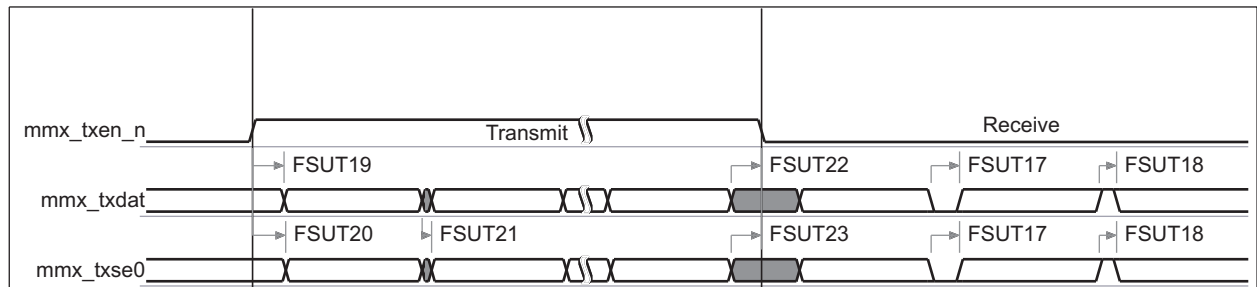 mmx_txen_n Transmit Receive
FSUT19 FSUT22 FSUT17 FSUT18
mmx_txdat
FSUT20 FSUT21 FSUT23 FSUT17 FSUT18
mmx_txse0